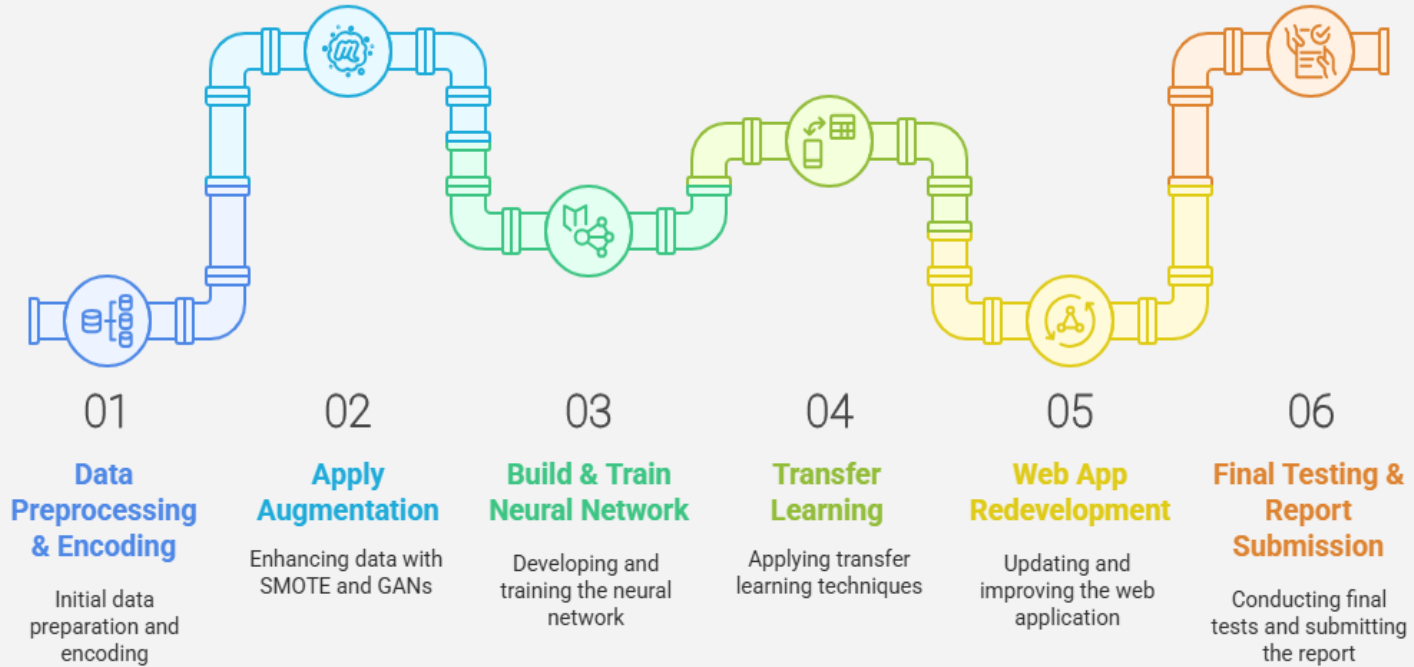 01
Data
Preprocessing
& Encoding
Initial data
preparation and
encoding
02
Apply
Augmentation
Enhancing data with
SMOTE and GANs
03
Build & Train
Neural Network
Developing and
training the neural
network
04
Transfer
Learning
Applying transfer
learning techniques
05
Web App
Redevelopment
Updating and
improving the web
application
06
Final Testing &
Report
Submission
Conducting final
tests and submitting
the report